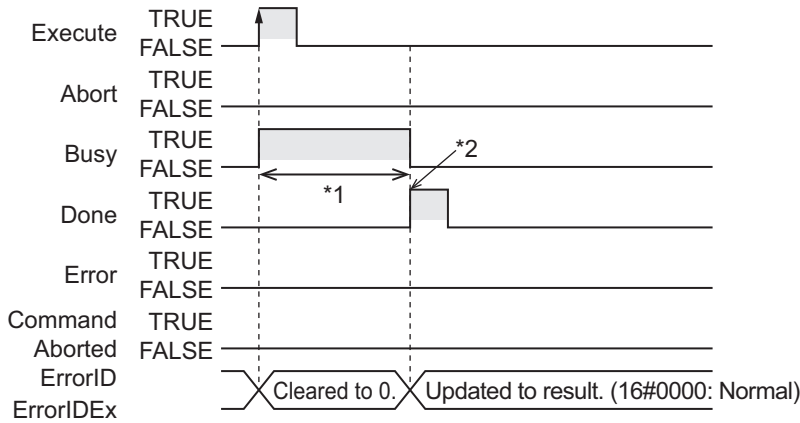 Execute TRUE
FALSE
Abort TRUE
FALSE
Busy TRUE
FALSE
*1
*2
Done TRUE
FALSE
Error TRUE
FALSE
Command TRUE
Aborted FALSE
ErrorID
ErrorIDEx
Cleared to 0.
Updated to result. (16#0000: Normal)